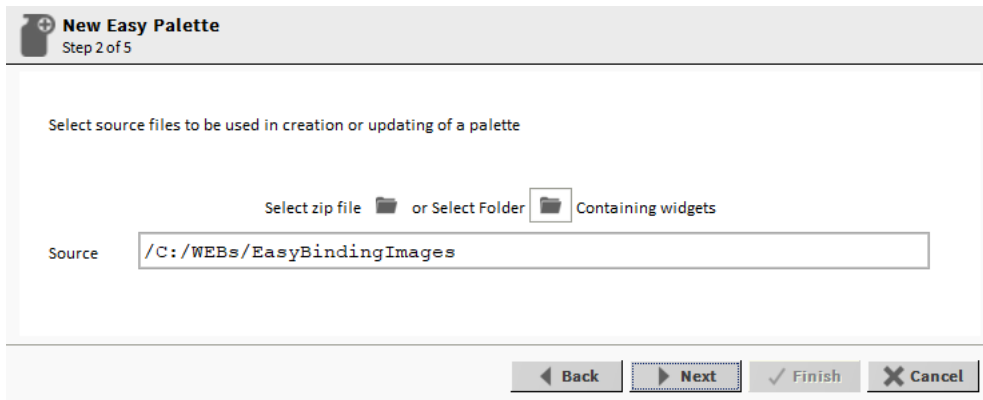 New Easy Palette
Step 2 of 5
Select source files to be used in creation or updating of a palette
Select zip file or Select Folder Containing widgets
Source /C:/WEBs/EasyBindingImages
Back Next Finish Cancel